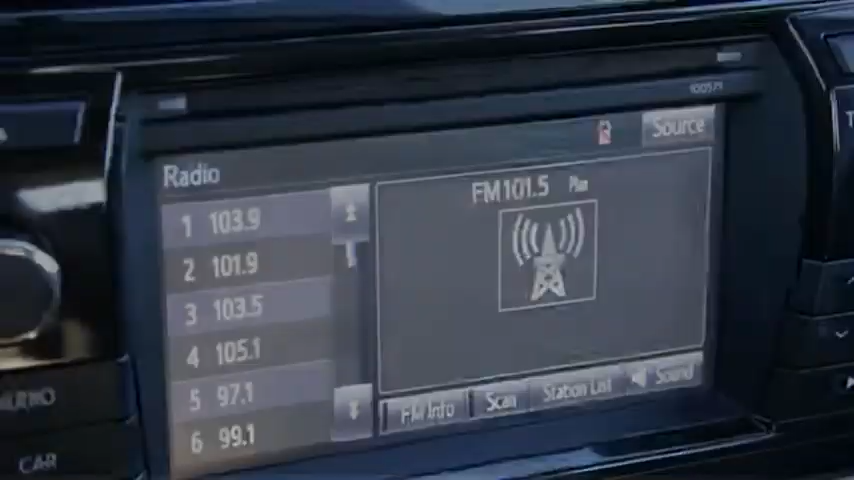 Source
Radio
FM101.5
1 103.9
2 101.9
3 103.5
4 105.1
5 97.1
6 99.1
FM Info
Scan
Station List
Sound
CAR